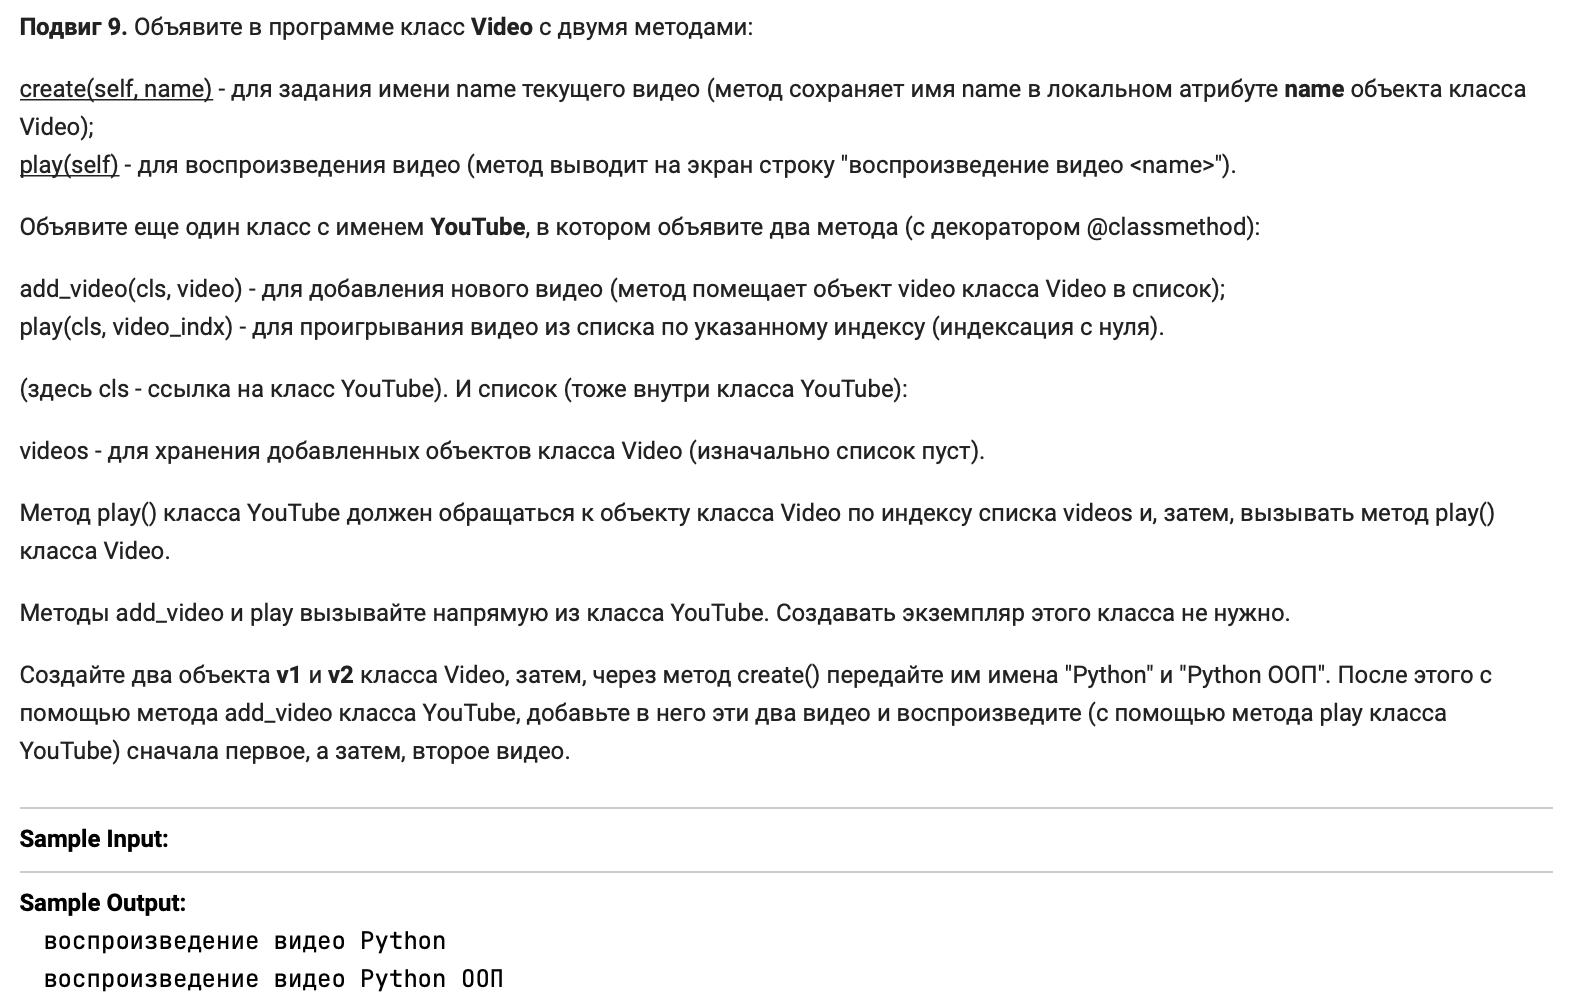 Подвиг 9. Объявите в программе класс Video с двумя методами:
create(self, name) - для задания имени name текущего видео (метод сохраняет имя name в локальном атрибуте name объекта класса
Video);
play(self) - для воспроизведения видео (метод выводит на экран строку "воспроизведение видео <name>").
Объявите еще один класс с именем YouTube, в котором объявите два метода (с декоратором @classmethod):
add_video(cls, video) - для добавления нового видео (метод помещает объект video класса Video в список);
play(cls, video_indx) - для проигрывания видео из списка по указанному индексу (индексация с нуля).
(здесь cls - ссылка на класс YouTube). И список (тоже внутри класса YouTube):
videos - для хранения добавленных объектов класса Video (изначально список пуст).
Метод play() класса YouTube должен обращаться к объекту класса Video по индексу списка videos и, затем, вызывать метод play()
класса Video.
Методы add_video и play вызывайте напрямую из класса YouTube. Создавать экземпляр этого класса не нужно.
Создайте два объекта v1 и v2 класса Video, затем, через метод create() передайте им имена "Python" и "Python ООП". После этого с
помощью метода add_video класса YouTube, добавьте в него эти два видео и воспроизведите (с помощью метода play класса
YouTube) сначала первое, а затем, второе видео.
Sample Input:
Sample Output:
воспроизведение видео Python
воспроизведение видео Python ООП